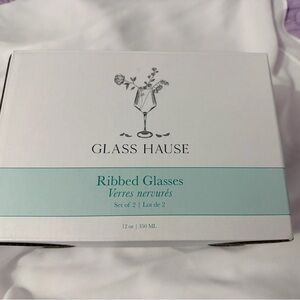 GLASS HAUSE
Ribbed Glasses
Verres nervurés
Set of 2 | Lot de 2
12 oz | 350 ML